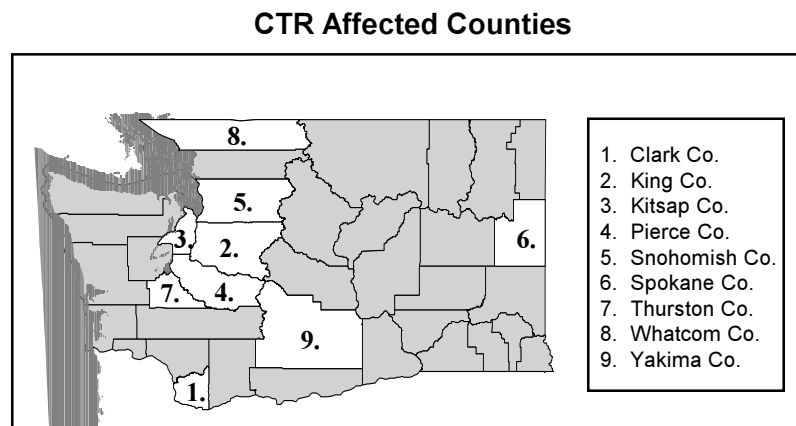 CTR Affected Counties
8.
5.
3.
2.
6.
7.
4.
9.
1.
1. Clark Co.
2. King Co.
3. Kitsap Co.
4. Pierce Co.
5. Snohomish Co.
6. Spokane Co.
7. Thurston Co.
8. Whatcom Co.
9. Yakima Co.